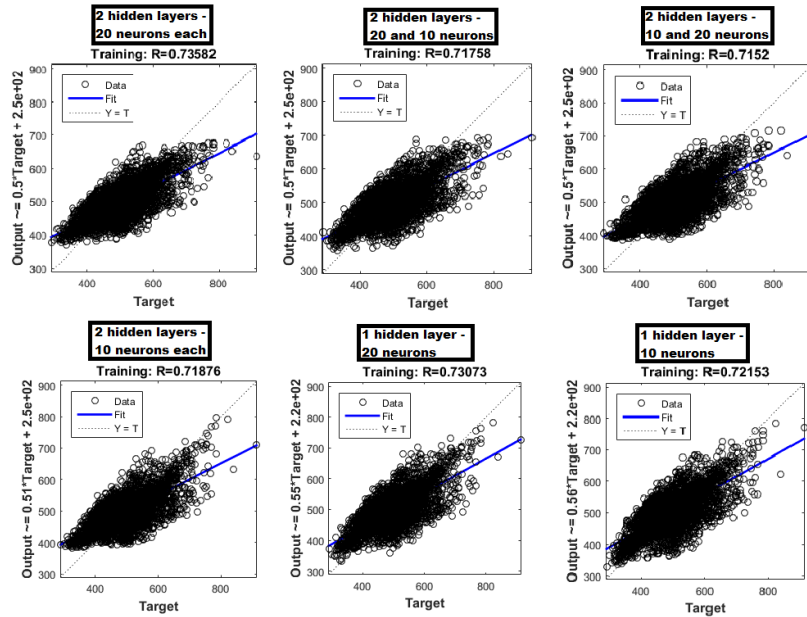 2 hidden layers -
20 neurons each
Training: R=0.73582
Output ~= 0.5*Target + 2.5e+02
900
800
700
600
500
400
300
Data
Fit
Y = T
400
600
800
Target
2 hidden layers -
20 and 10 neurons
Training: R=0.71758
Output ~= 0.5*Target + 2.5e+02
900
800
700
600
500
400
300
Data
Fit
Y = T
400
600
800
Target
2 hidden layers -
10 and 20 neurons
Training: R=0.7152
Output ~= 0.5*Target + 2.5e+02
900
800
700
600
500
400
300
Data
Fit
Y = T
400
600
800
Target
2 hidden layers -
10 neurons each
Training: R=0.71876
Output ~= 0.51*Target + 2.5e+02
900
800
700
600
500
400
300
Data
Fit
Y = T
400
600
800
Target
1 hidden layer -
20 neurons
Training: R=0.73073
Output ~= 0.55*Target + 2.2e+02
900
800
700
600
500
400
300
Data
Fit
Y = T
400
600
800
Target
1 hidden layer -
10 neurons
Training: R=0.72153
Output ~= 0.56*Target + 2.2e+02
900
800
700
600
500
400
300
Data
Fit
Y = T
400
600
800
Target